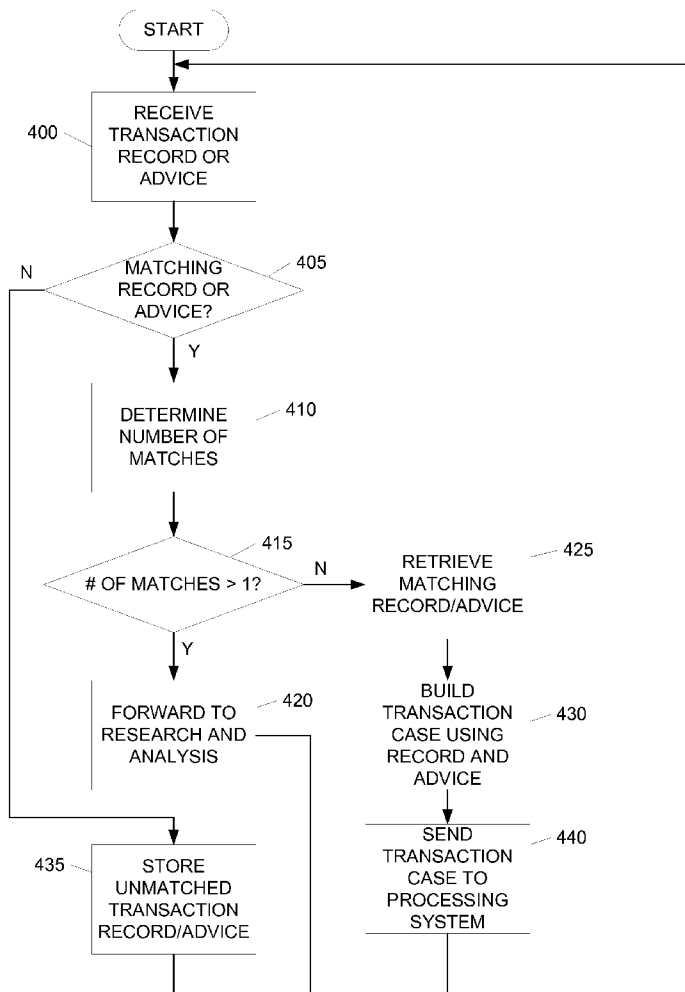 START
RECEIVE
TRANSACTION
RECORD OR
ADVICE
400
N
MATCHING
RECORD OR
ADVICE?
405
Y
DETERMINE
NUMBER OF
MATCHES
410
# OF MATCHES > 1?
415
N
RETRIEVE
MATCHING
RECORD/ADVICE
425
Y
FORWARD TO
RESEARCH AND
ANALYSIS
420
BUILD
TRANSACTION
CASE USING
RECORD AND
ADVICE
430
435
STORE
UNMATCHED
TRANSACTION
RECORD/ADVICE
SEND
TRANSACTION
CASE TO
PROCESSING
SYSTEM
440